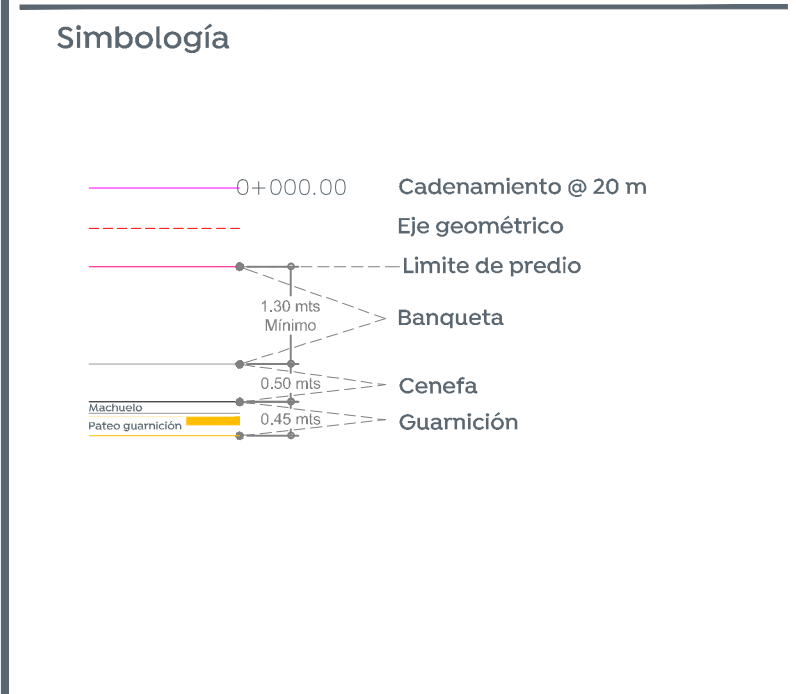 Simbología
0+000.00 Cadenamiento @ 20 m
Eje geométrico
Limite de predio
1.30 mts
Mínimo
Banqueta
0.50 mts
Cenefa
Machuelo
0.45 mts
Guarnición
Pateo guarnición